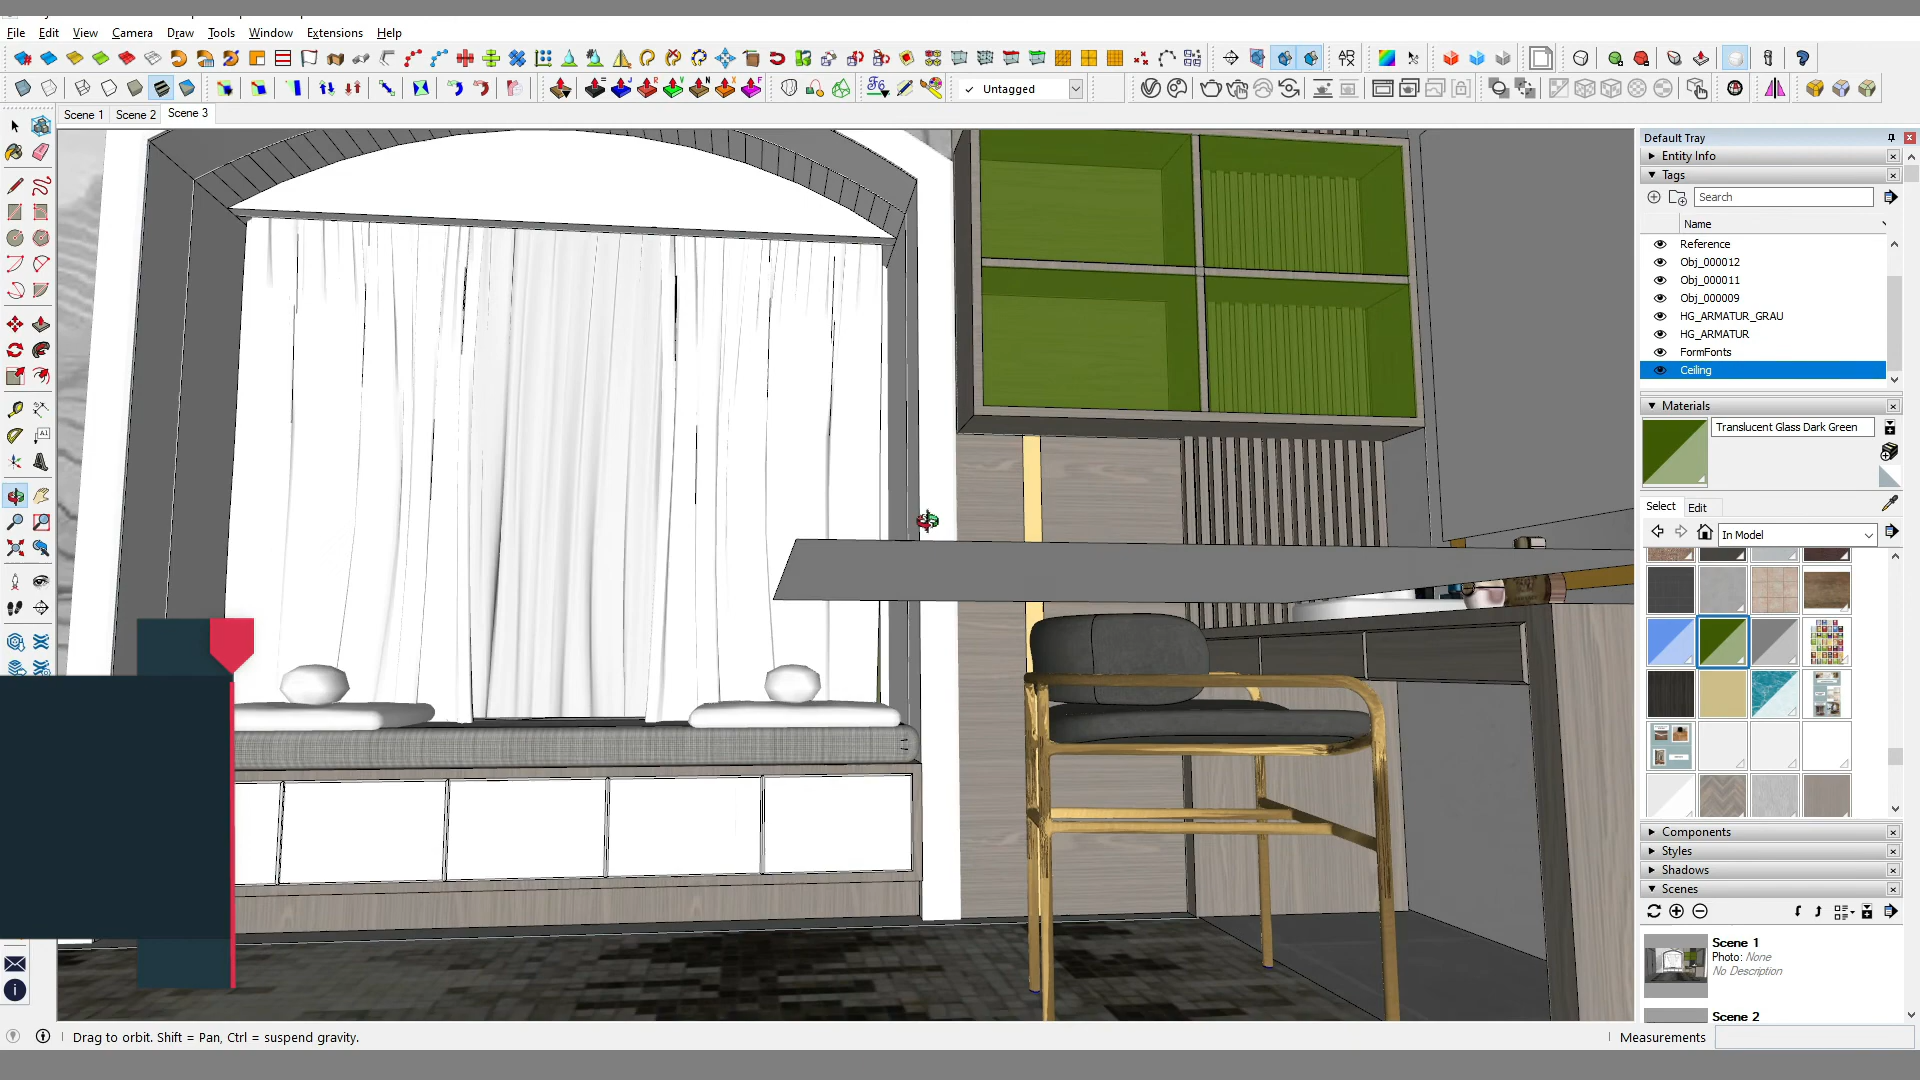 File Edit View Camera Draw Tools Window Extensions Help
Untagged
Scene 1 Scene 2 Scene 3
Default Tray
Entity Info
Tags
Search
Name
Reference
Obj_000012
Obj_000011
Obj_000009
HG_ARMATUR_GRAU
HG_ARMATUR
FormFonts
Ceiling
Materials
Translucent Glass Dark Green
Select Edit
In Model
Components
Styles
Shadows
Scenes
Scene 1
Photo: None
No Description
Scene 2
Drag to orbit. Shift = Pan, Ctrl = suspend gravity.
Measurements